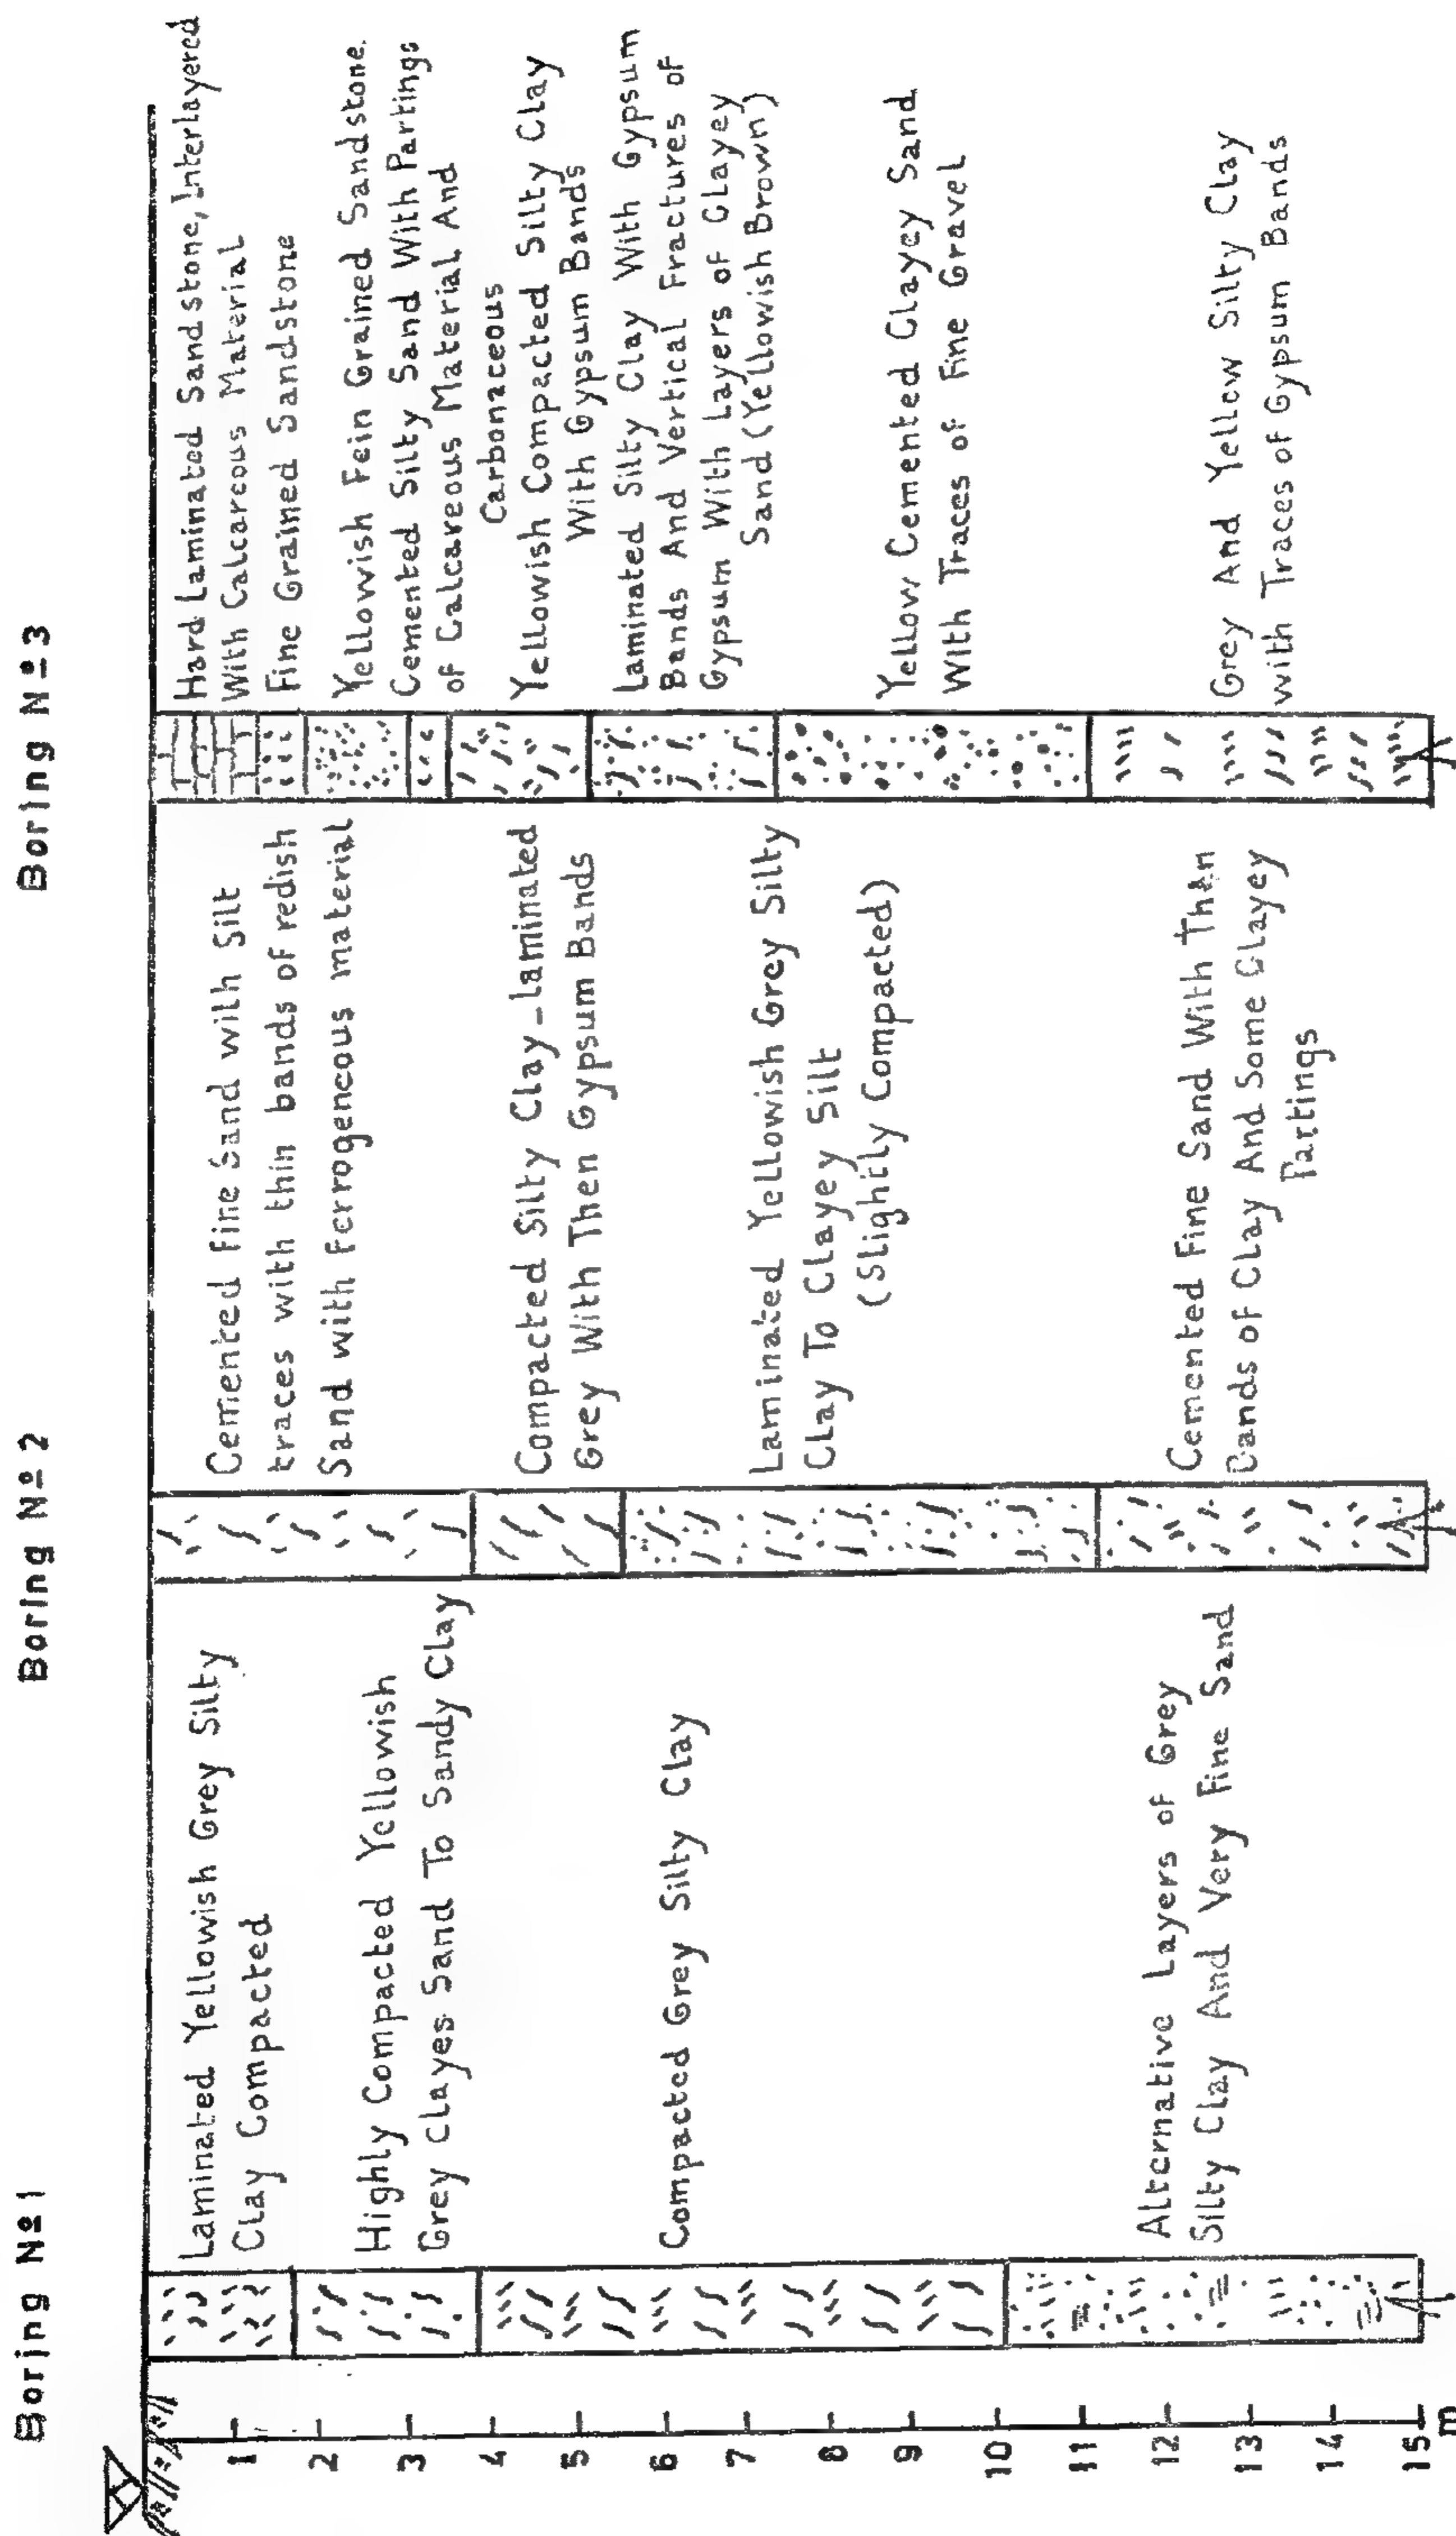 Boring Nº1
Boring Nº 2
Boring Nº3
1
2
3
4
5
6
7
8
9
10
11
12
13
14
15
m
Laminated Yellowish Grey Silty
Clay Compacted
Highly Compacted Yellowish
Grey Clayes Sand To Sandy Clay
Compacted Grey Silty Clay
Alternative Layers of Grey
Silty Clay And Very Fine Sand
Cemented Fine Sand with Silt
traces with thin bands of redish
Sand with Ferrogeneous material
Compacted Silty Clay-Laminated
Grey With Then Gypsum Bands
Laminated Yellowish Grey Silty
Clay To Clayey Silt
(Slightly Compacted)
Cemented Fine Sand With Then
Bands of Clay And Some Clayey
Partings
Hard Laminated Sandstone, Interlayered
With Calcareous Material
Fine Grained Sandstone
Yellowish Fein Grained Sandstone.
Cemented Silty Sand With Partings
of Calcareous Material And
Carbonaceous
Yellowish Compacted Silty Clay
With Gypsum Bands
Laminated Silty Clay With Gypsum
Bands And Vertical Fractures of
Gypsum With Layers of Clayey
Sand (Yellowish Brown)
Yellow Cemented Clayey Sand
With Traces of Fine Gravel
Grey And Yellow Silty Clay
with Traces of Gypsum Bands